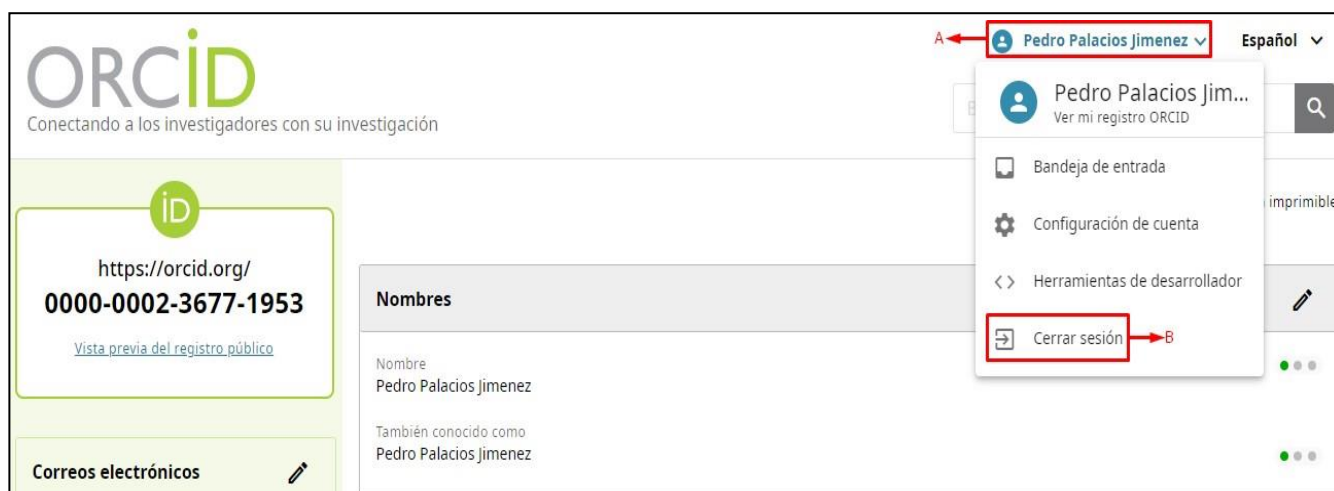 ORCID
Conectando a los investigadores con su investigación
A
Pedro Palacios Jimenez
Español
Pedro Palacios Jim...
Ver mi registro ORCID
Bandeja de entrada
Configuración de cuenta
Herramientas de desarrollador
Cerrar sesión
B
imprimible
iD
https://orcid.org/
0000-0002-3677-1953
Vista previa del registro público
Correos electrónicos
Nombres
Nombre
Pedro Palacios Jimenez
También conocido como
Pedro Palacios Jimenez